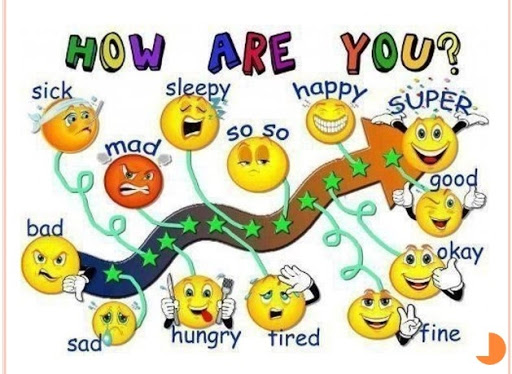 HOW ARE YOU?
sick
sleepy
happy
SUPER
mad
so so
good
bad
okay
sad
hungry
tired
fine